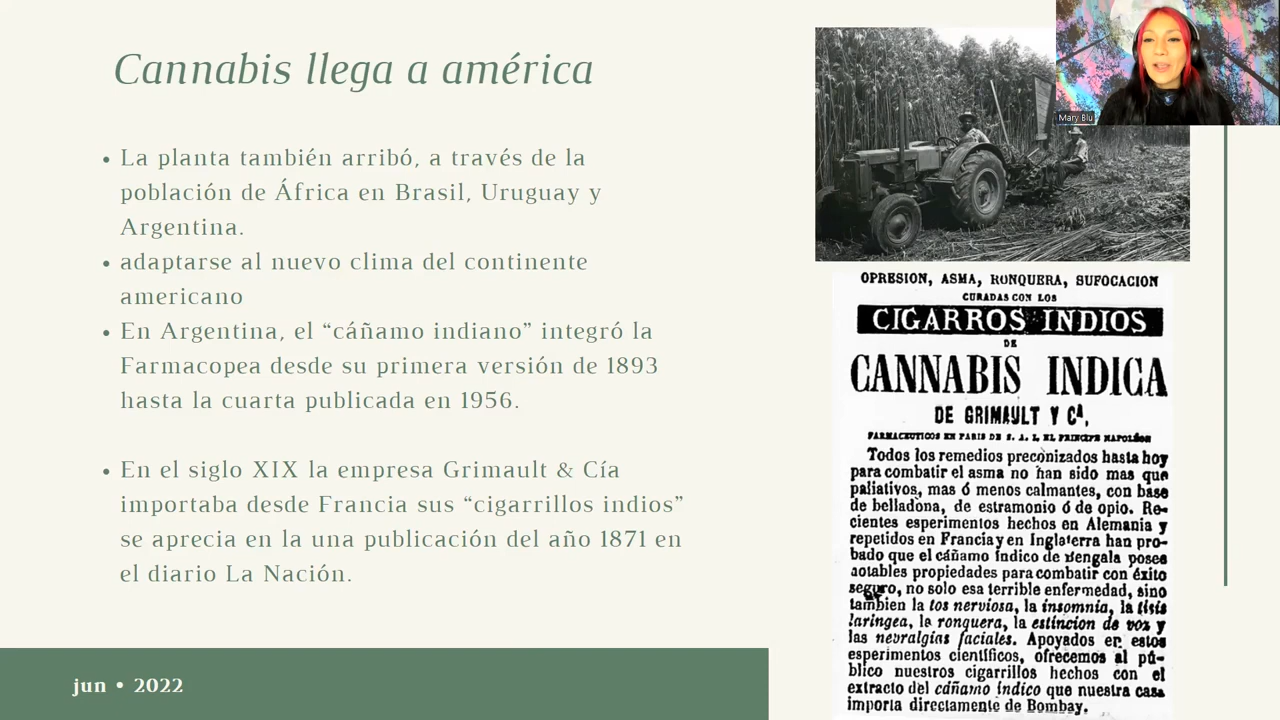 Cannabis llega a américa
• La planta también arribó, a través de la
población de África en Brasil, Uruguay y
Argentina.
• adaptarse al nuevo clima del continente
americano
• En Argentina, el “cáñamo indiano” integró la
Farmacopea desde su primera versión de 1893
hasta la cuarta publicada en 1956.
• En el siglo XIX la empresa Grimault & Cía
importaba desde Francia sus “cigarrillos indios”
se aprecia en la una publicación del año 1871 en
el diario La Nación.
jun • 2022
Mary Blu
OPRESION, ASMA, RONQUERA, SUFOCACION
CURADAS CON LOS
CIGARROS INDIOS
DE
CANNABIS INDICA
DE GRIMAULT Y Cᴬ,
FARMACEUTICOS EN PARIS DE S. A. I. EL PRINCIPE NAPOLEON
Todos los remedios preconizados hasta hoy
para combatir el asma no han sido mas que
paliativos, mas ó menos calmantes, con base
de belladona, de estramonio ó de opio. Re-
cientes esperimentos hechos en Alemania y
repetidos en Francia y en Inglaterra han pro-
bado que el cáñamo índico de Bengala posee
notables propiedades para combatir con éxito
seguro, no solo esa terrible enfermedad, sino
tambien la tos nerviosa, la insomnia, la tisis
laringea, la ronquera, la estincion de voz y
las nevralgias faciales. Apoyados en estos
esperimentos científicos, ofrecemos al pú-
blico nuestros cigarrillos hechos con el
extracto del cáñamo índico que nuestra casa
importa directamente de Bombay.